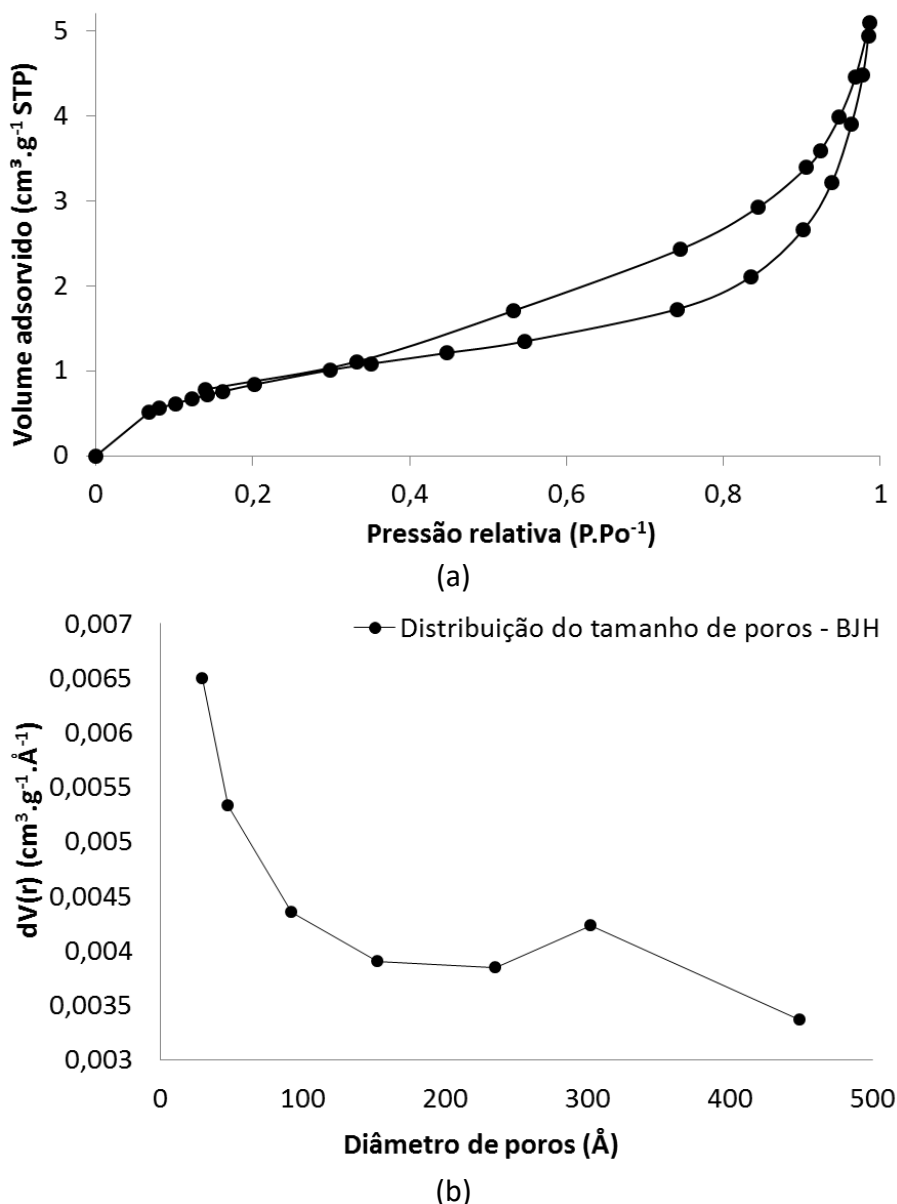 5
4
3
2
1
0
Volume adsorvido (cm³.g⁻¹ STP)
0 0,2 0,4 0,6 0,8 1
Pressão relativa (P.Po⁻¹)
(a)
Distribuição do tamanho de poros - BJH
0,007
0,0065
0,006
0,0055
0,005
0,0045
0,004
0,0035
0,003
dV(r) (cm³.g⁻¹.Å⁻¹)
0 100 200 300 400 500
Diâmetro de poros (Å)
(b)